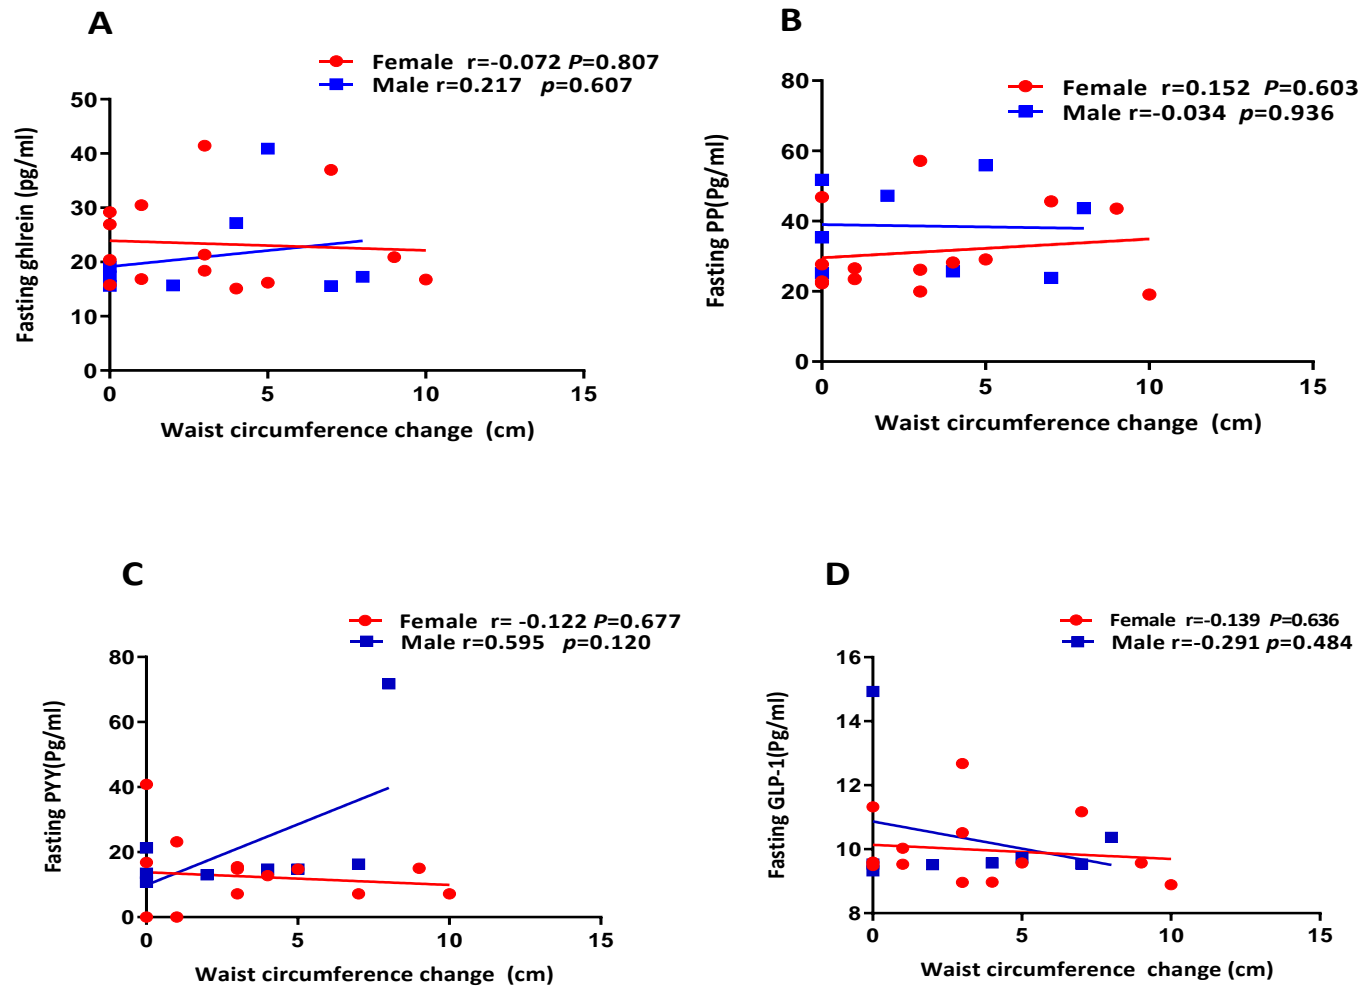 A
Female r=-0.072 P=0.807
Male r=0.217 p=0.607
Fasting ghlrein (pg/ml)
50
40
30
20
10
0
0 5 10 15
Waist circumference change (cm)
B
Female r=0.152 P=0.603
Male r=-0.034 p=0.936
Fasting PP(Pg/ml)
80
60
40
20
0
0 5 10 15
Waist circumference change (cm)
C
Female r= -0.122 P=0.677
Male r=0.595 p=0.120
Fasting PYY(Pg/ml)
80
60
40
20
0
0 5 10 15
Waist circumference change (cm)
D
Female r=-0.139 P=0.636
Male r=-0.291 p=0.484
Fasting GLP-1(Pg/ml)
16
14
12
10
8
0 5 10 15
Waist circumference change (cm)